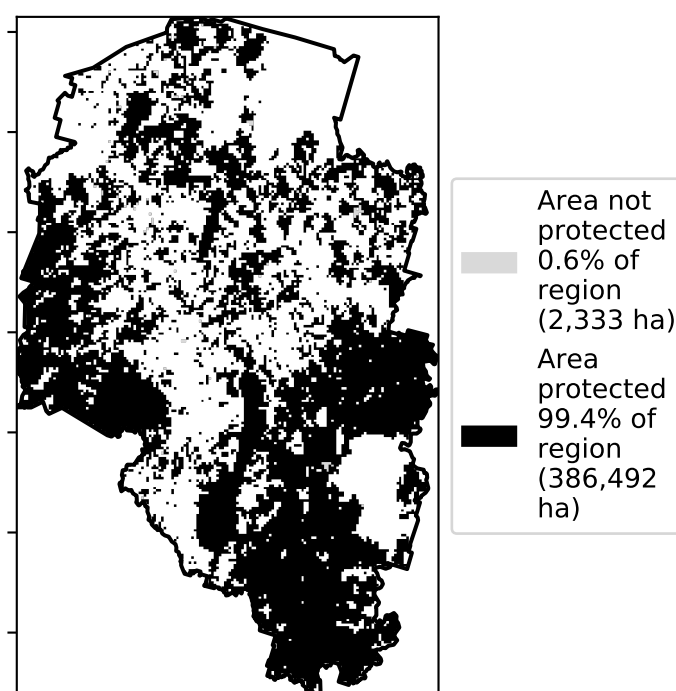 Area not
protected
0.6% of
region
(2,333 ha)
Area
protected
99.4% of
region
(386,492
ha)